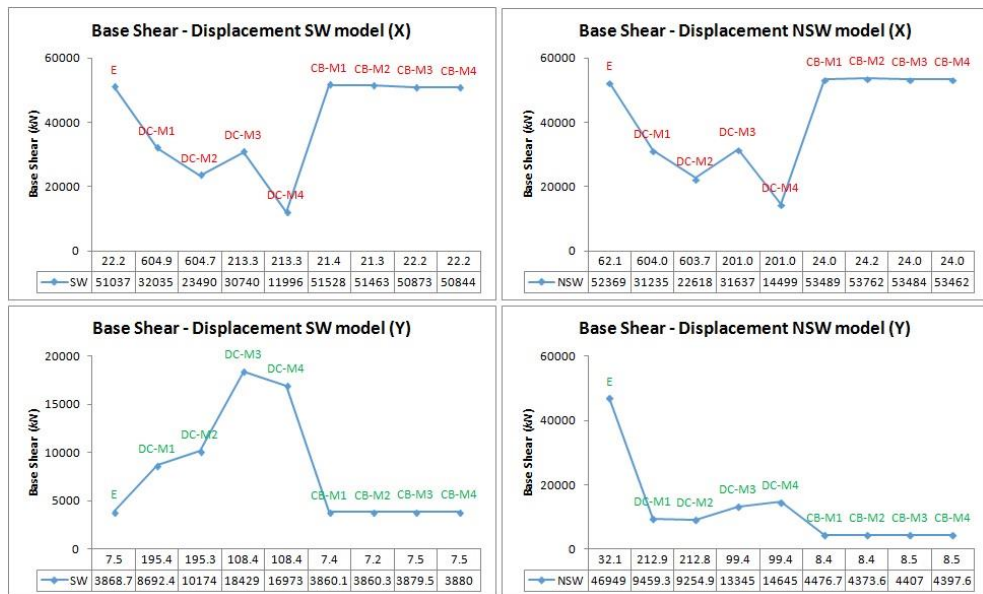 Base Shear - Displacement SW model (X)
60000
40000
20000
0
Base Shear (kN)
E
DC-M1
DC-M2
DC-M3
DC-M4
CB-M1
CB-M2
CB-M3
CB-M4
22.2 604.9 604.7 213.3 213.3 21.4 21.3 22.2 22.2
SW 51037 32035 23490 30740 11996 51528 51463 50873 50844
Base Shear - Displacement NSW model (X)
60000
40000
20000
0
Base Shear (kN)
E
DC-M1
DC-M2
DC-M3
DC-M4
CB-M1
CB-M2
CB-M3
CB-M4
62.1 604.0 603.7 201.0 201.0 24.0 24.2 24.0 24.0
NSW 52369 31235 22618 31637 14499 53489 53762 53484 53462
Base Shear - Displacement SW model (Y)
20000
15000
10000
5000
0
Base Shear (kN)
E
DC-M1
DC-M2
DC-M3
DC-M4
CB-M1
CB-M2
CB-M3
CB-M4
7.5 195.4 195.3 108.4 108.4 7.4 7.2 7.5 7.5
SW 3868.7 8692.4 10174 18429 16973 3860.1 3860.3 3879.5 3880
Base Shear - Displacement NSW model (Y)
60000
40000
20000
0
Base Shear (kN)
E
DC-M1
DC-M2
DC-M3
DC-M4
CB-M1
CB-M2
CB-M3
CB-M4
32.1 212.9 212.8 99.4 99.4 8.4 8.4 8.5 8.5
NSW 46949 9459.3 9254.9 13345 14645 4476.7 4373.6 4407 4397.6